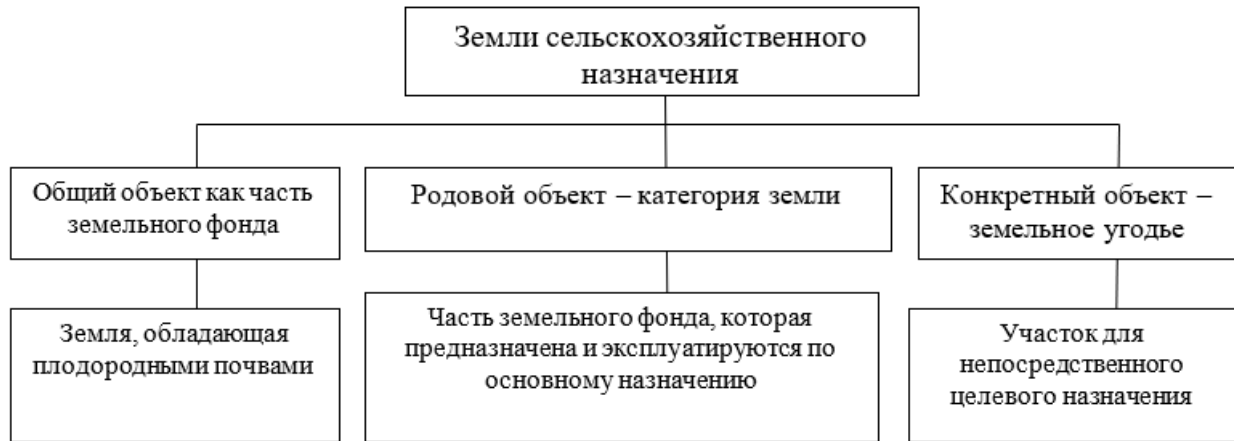 Земли сельскохозяйственного
назначения
Общий объект как часть
земельного фонда
Родовой объект – категория земли
Конкретный объект –
земельное угодье
Земля, обладающая
плодородными почвами
Часть земельного фонда, которая
предназначена и эксплуатируются по
основному назначению
Участок для
непосредственного
целевого назначения